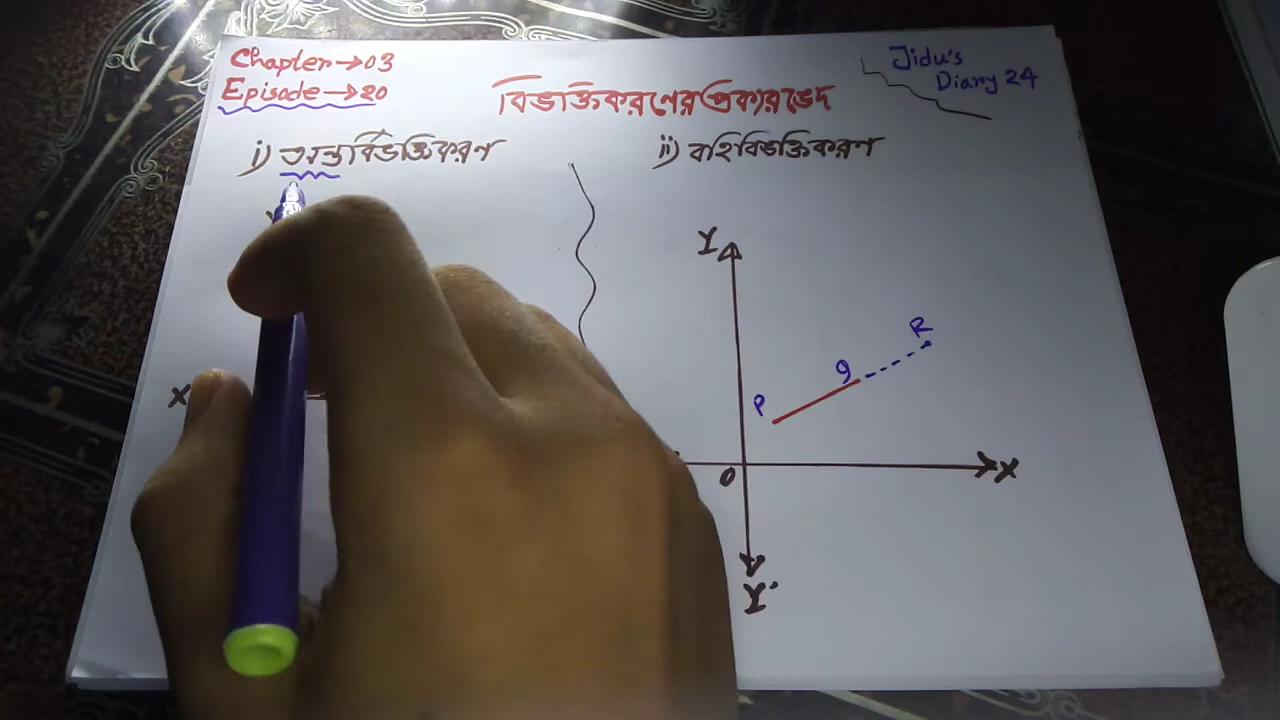 Chapter→03
Episode→20
Jidu's
Diary 24
বিভক্তিকরণের প্রকারভেদ
i) অন্তর্বিভক্তিকরণ
ii) বহির্বিভক্তিকরণ
X
Y
R
Q
P
O
X
Y'